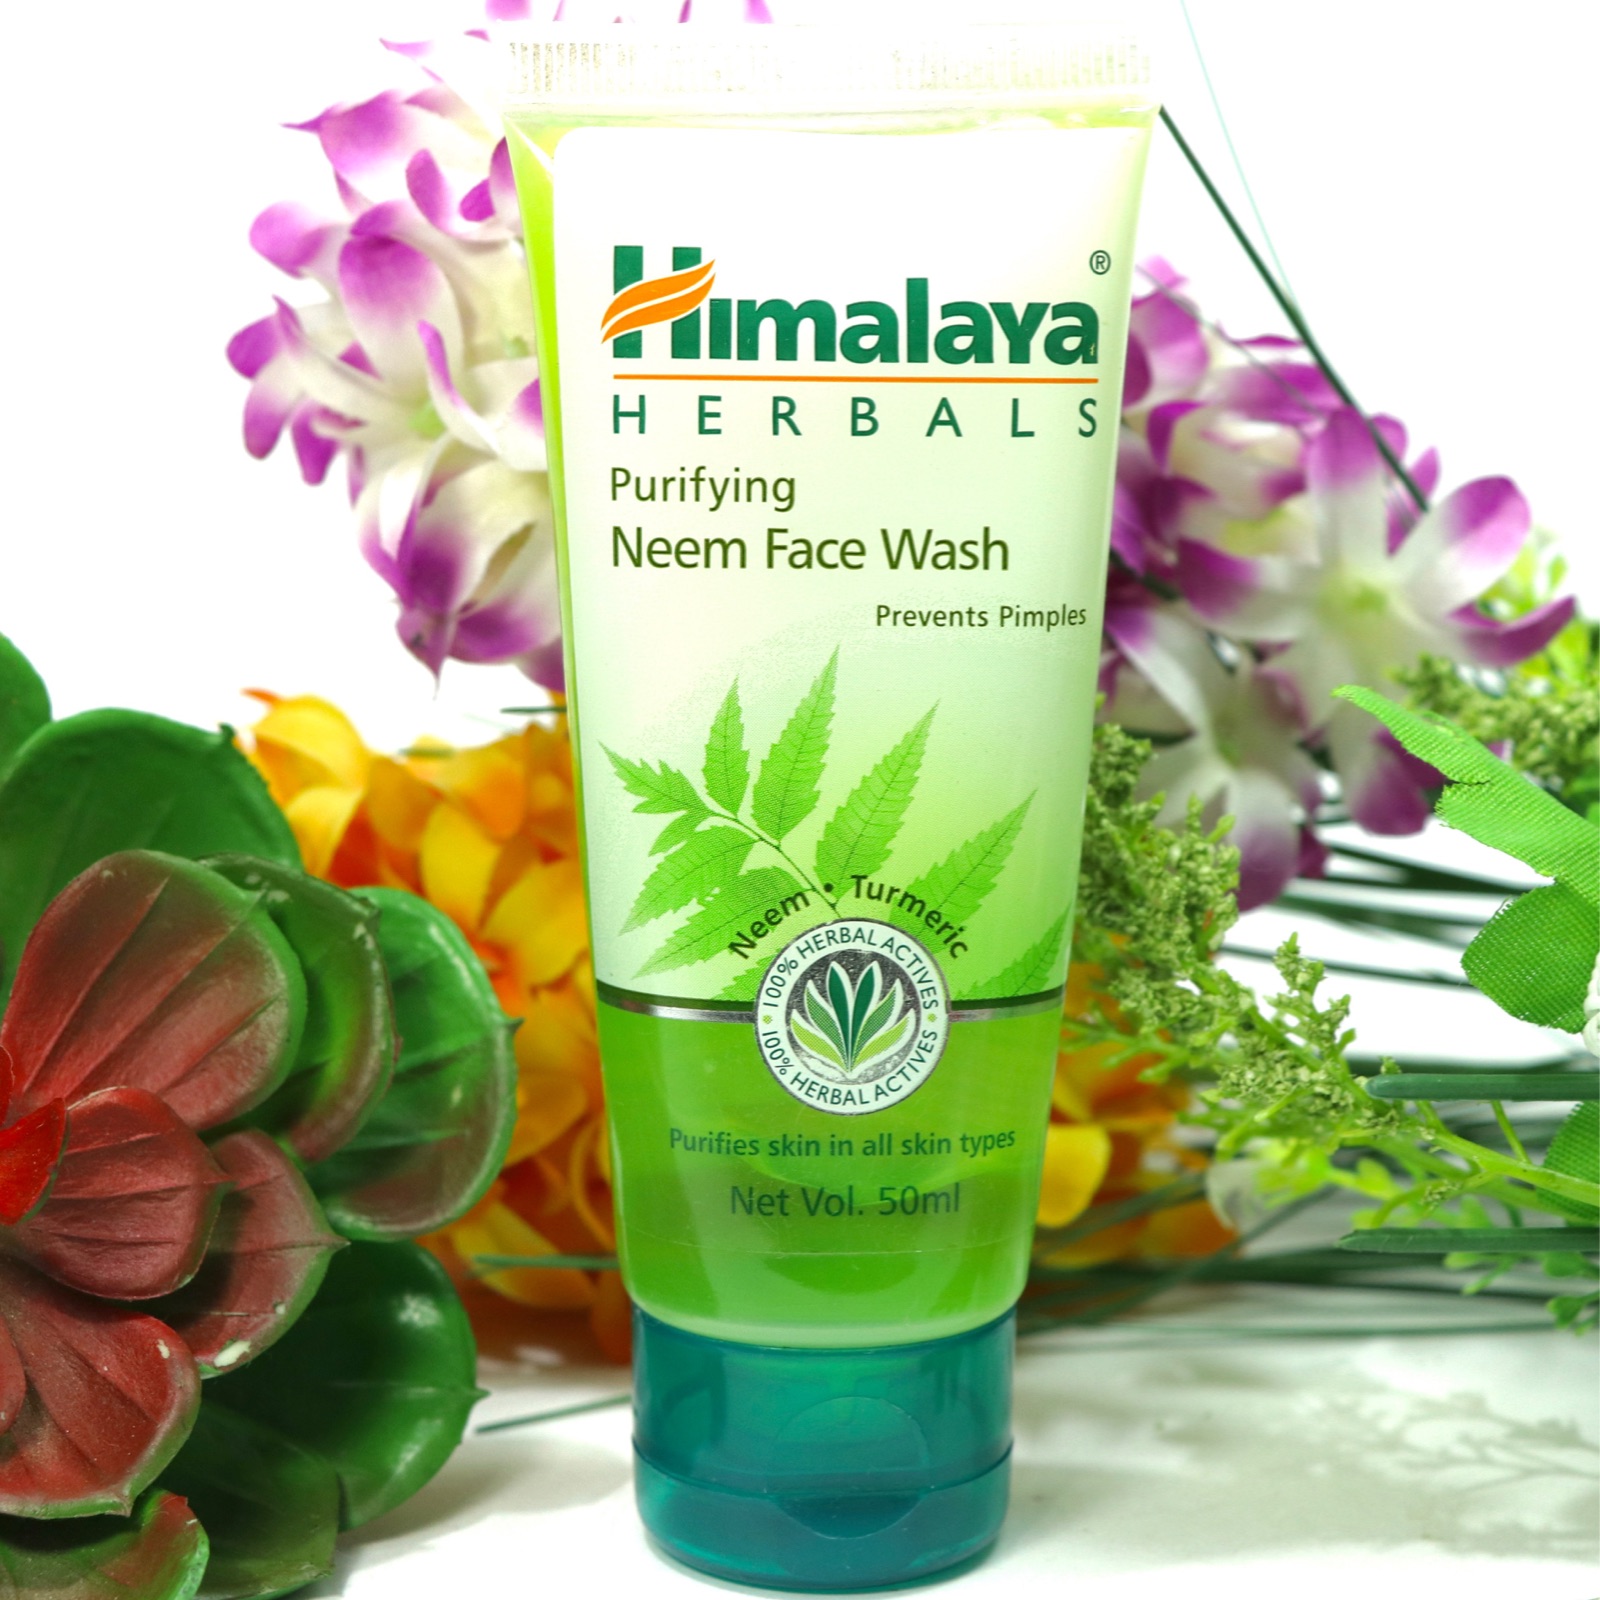 Himalaya®
HERBALS
Purifying
Neem Face Wash
Prevents Pimples
Neem • Turmeric
100% HERBAL ACTIVES • 100% HERBAL ACTIVES •
Purifies skin in all skin types
Net Vol. 50ml